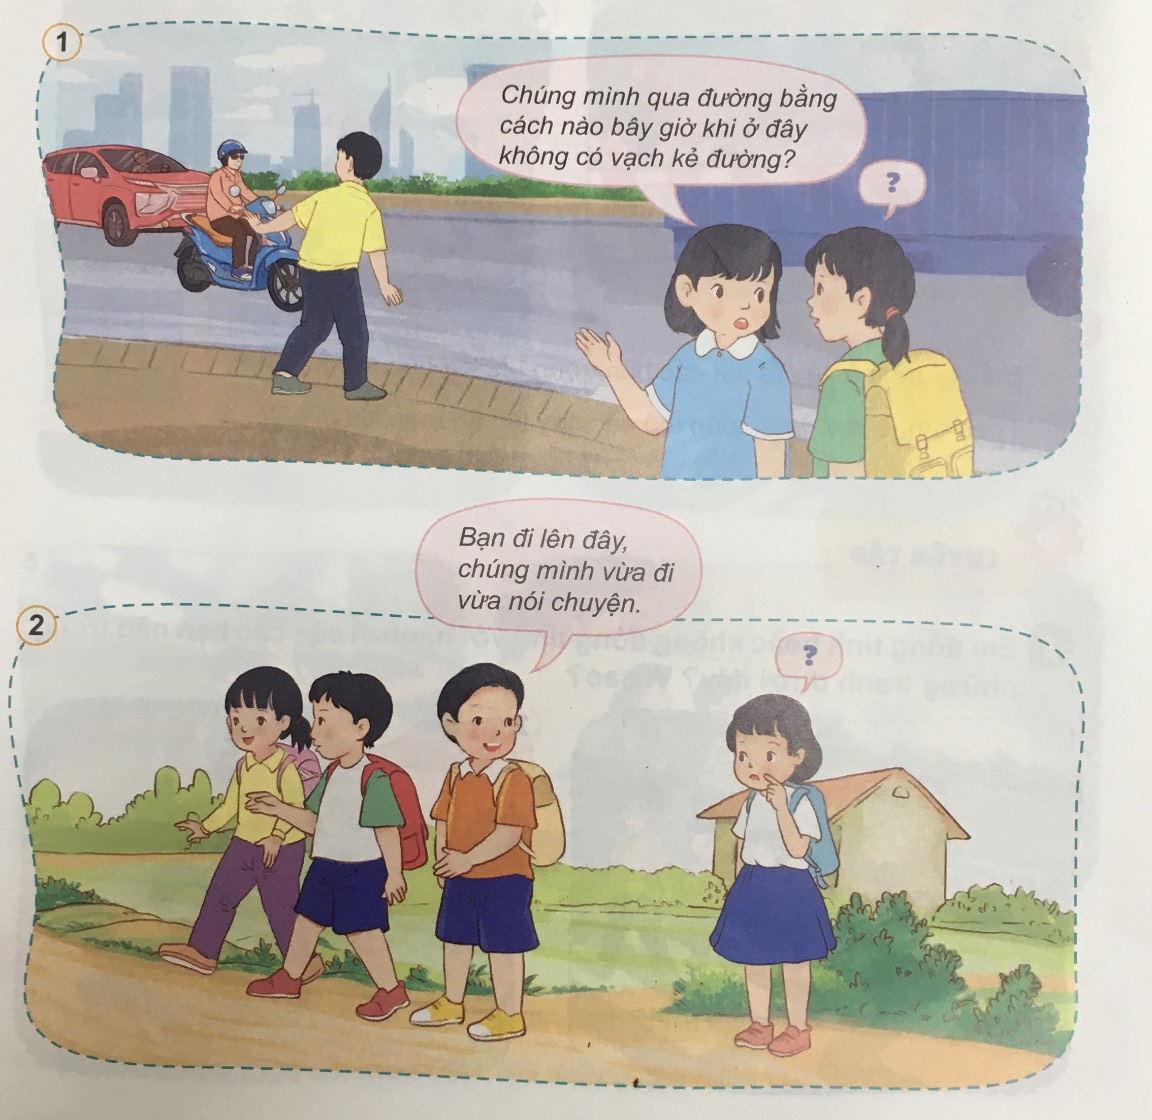 1
Chúng mình qua đường bằng
cách nào bây giờ khi ở đây
không có vạch kẻ đường?
?
Bạn đi lên đây,
chúng mình vừa đi
vừa nói chuyện.
2
?